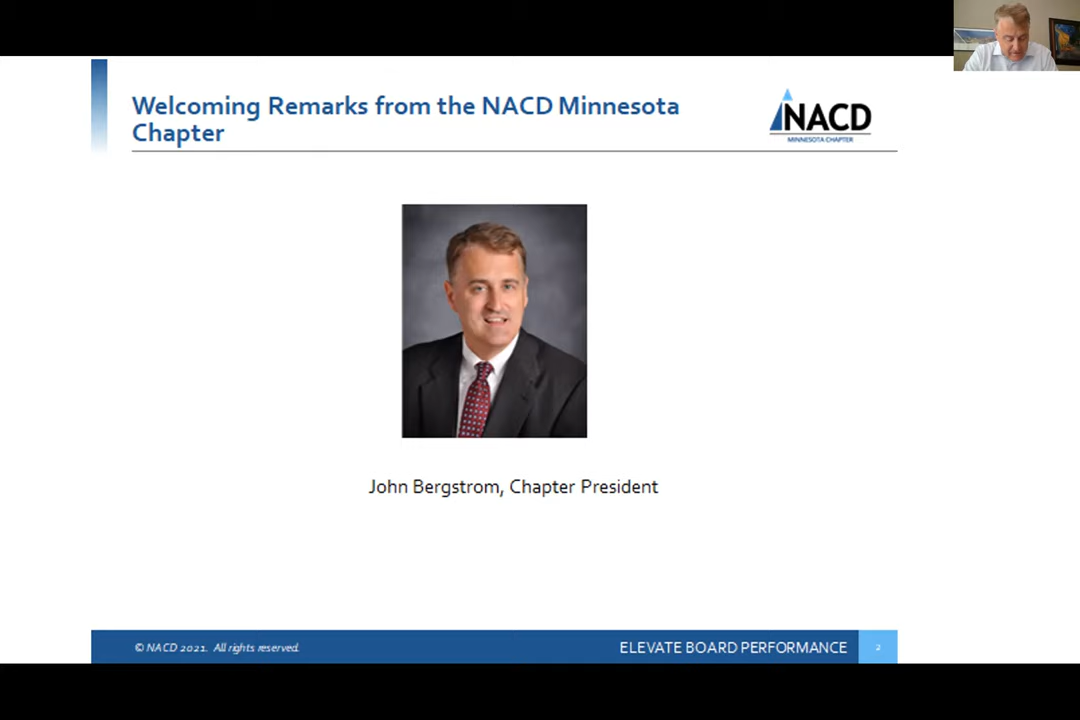 Welcoming Remarks from the NACD Minnesota
Chapter
NACD
MINNESOTA CHAPTER
John Bergstrom, Chapter President
© NACD 2021. All rights reserved.
ELEVATE BOARD PERFORMANCE
2